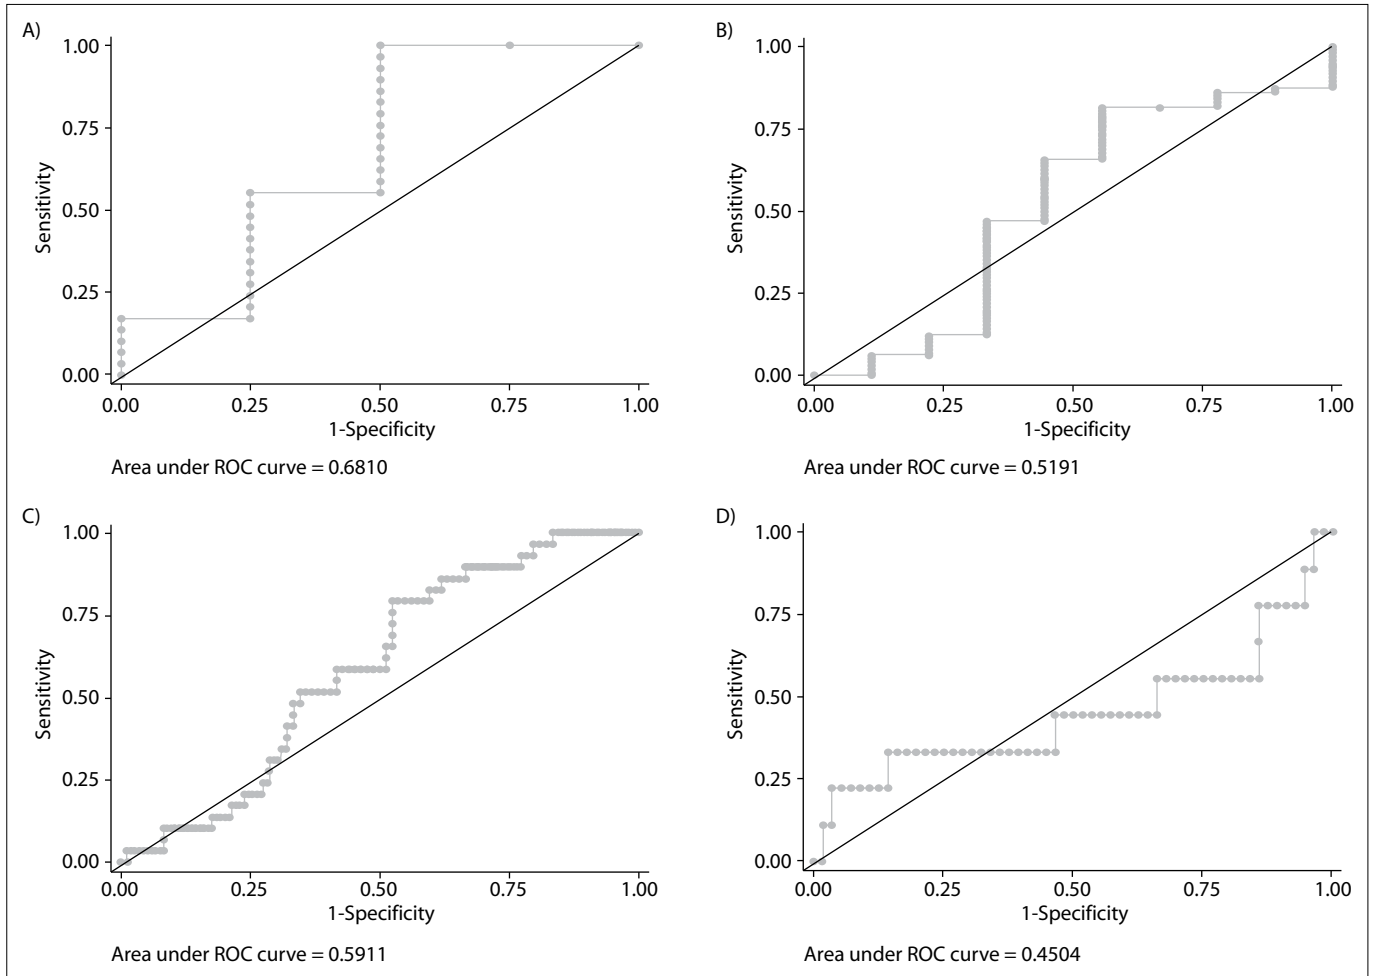 A)
1.00
0.75
0.50
0.25
0.00
Sensitivity
0.00 0.25 0.50 0.75 1.00
1-Specificity
Area under ROC curve = 0.6810
B)
1.00
0.75
0.50
0.25
0.00
Sensitivity
0.00 0.25 0.50 0.75 1.00
1-Specificity
Area under ROC curve = 0.5191
C)
1.00
0.75
0.50
0.25
0.00
Sensitivity
0.00 0.25 0.50 0.75 1.00
1-Specificity
Area under ROC curve = 0.5911
D)
1.00
0.75
0.50
0.25
0.00
Sensitivity
0.00 0.25 0.50 0.75 1.00
1-Specificity
Area under ROC curve = 0.4504